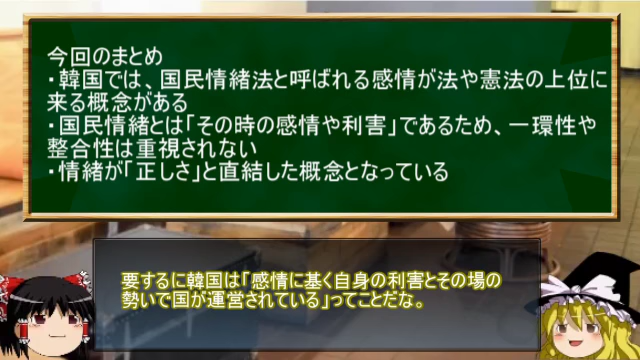 今回のまとめ
・韓国では、国民情緒法と呼ばれる感情が法や憲法の上位に
来る概念がある
・国民情緒とは「その時の感情や利害」であるため、一環性や
整合性は重視されない
・情緒が「正しさ」と直結した概念となっている
要するに韓国は「感情に基く自身の利害とその場の
勢いで国が運営されている」ってことだな。